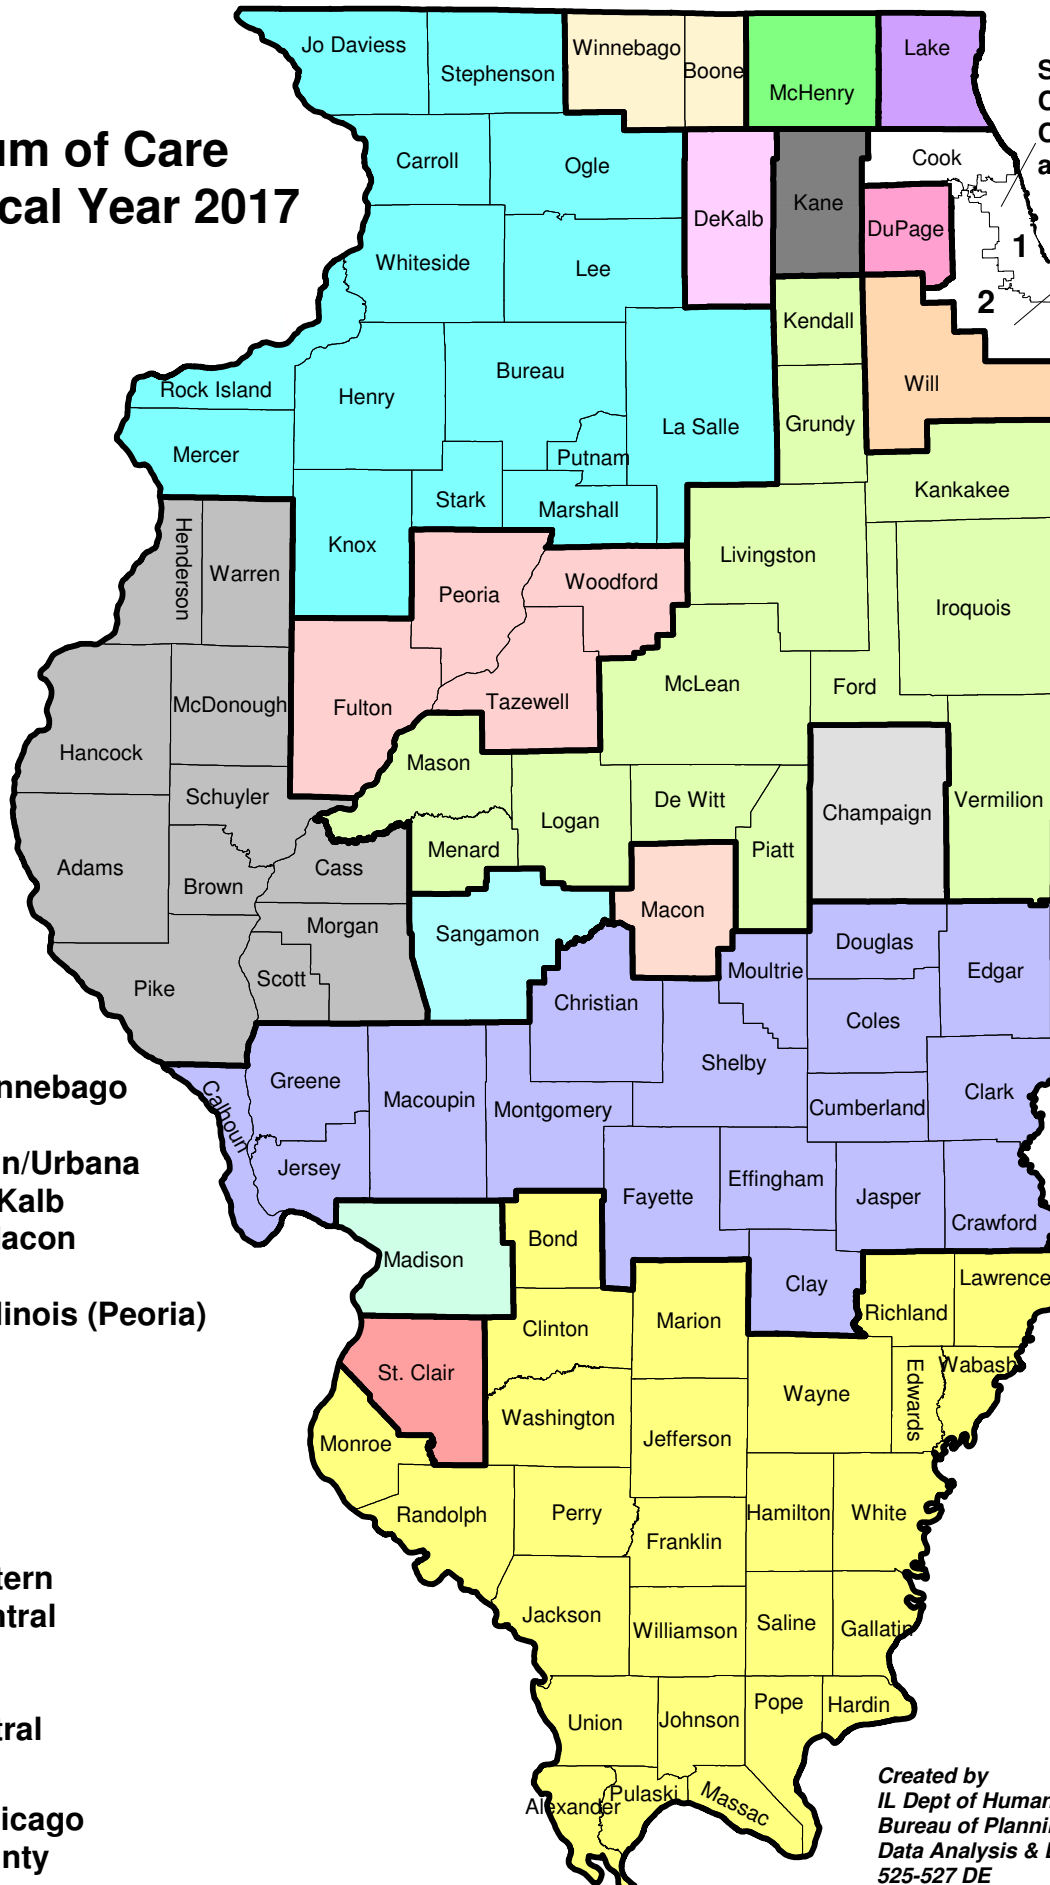 um of Care
cal Year 2017
Jo Daviess
Stephenson
Winnebago
Boone
McHenry
Lake
Carroll
Ogle
DeKalb
Kane
Cook
DuPage
1
2
Whiteside
Lee
Kendall
Will
Rock Island
Henry
Bureau
La Salle
Grundy
Mercer
Putnam
Kankakee
Stark
Marshall
Knox
Livingston
Henderson
Warren
Peoria
Woodford
Iroquois
McDonough
Fulton
Tazewell
McLean
Ford
Hancock
Mason
Schuyler
Logan
De Witt
Champaign
Vermilion
Adams
Brown
Cass
Menard
Piatt
Morgan
Sangamon
Macon
Scott
Pike
Christian
Moultrie
Douglas
Edgar
Coles
Shelby
Greene
Calhoun
Macoupin
Montgomery
Cumberland
Clark
Jersey
Fayette
Effingham
Jasper
Crawford
Madison
Bond
Clay
Richland
Lawrence
Clinton
Marion
St. Clair
Wayne
Edwards
Wabash
Washington
Jefferson
Monroe
Randolph
Perry
Franklin
Hamilton
White
Jackson
Williamson
Saline
Gallatin
Union
Johnson
Pope
Hardin
Alexander
Pulaski
Massac
nnebago
n/Urbana
Kalb
acon
linois (Peoria)
tern
ntral
tral
icago
nty
Created by
IL Dept of Human
Bureau of Plannin
Data Analysis &
525-527 DE